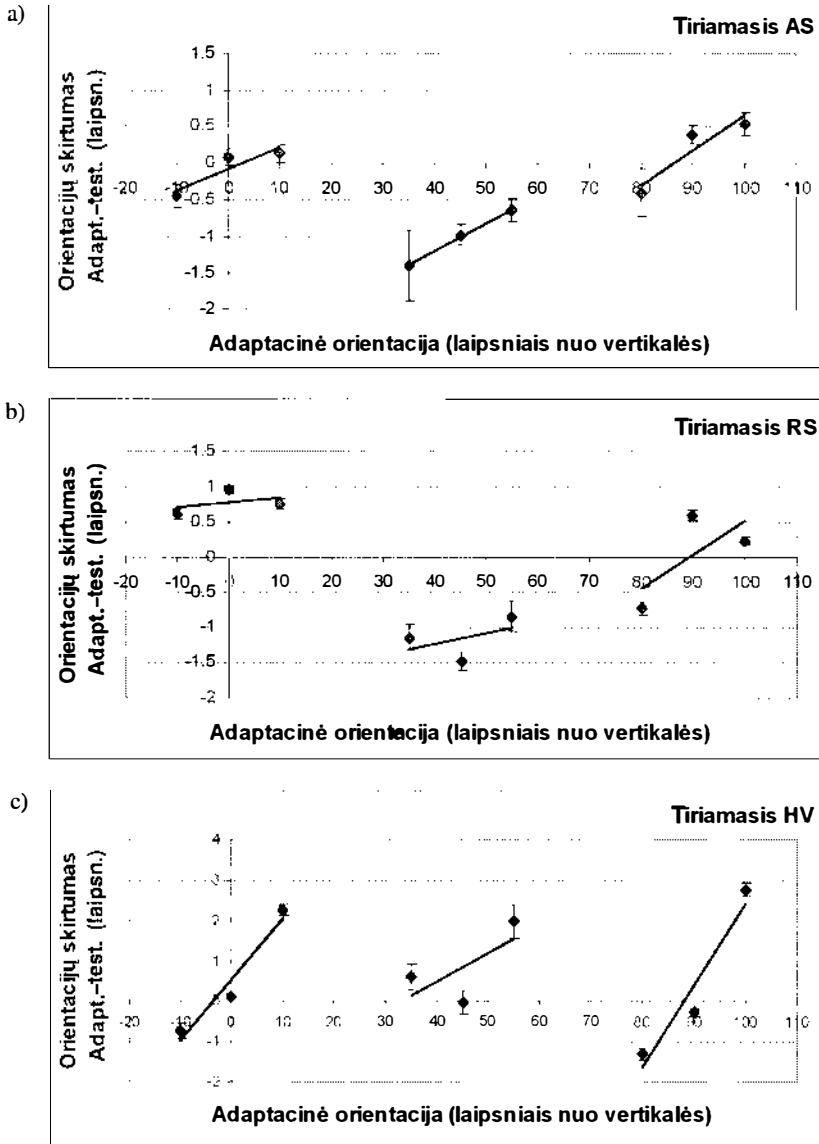 a)
Tiriamasis AS
Orientacijų skirtumas
Adapt.–test. (laipsn.)
1
0.5
0
-0.5
-1
-1.5
-2
-20 -10 0 10 20 30 40 50 60 70 80 90 100 110
Adaptacinė orientacija (laipsniais nuo vertikalės)
b)
Tiriamasis RS
Orientacijų skirtumas
Adapt.–test. (laipsn.)
1.5
1
0.5
0
-0.5
-1
-1.5
-2
-20 -10 0 10 20 30 40 50 60 70 80 90 100 110
Adaptacinė orientacija (laipsniais nuo vertikalės)
c)
Tiriamasis HV
Orientacijų skirtumas
Adapt.–test. (laipsn.)
4
3
2
1
0
-1
-2
-20 -10 0 10 20 30 40 50 60 70 80 90 100 110
Adaptacinė orientacija (laipsniais nuo vertikalės)